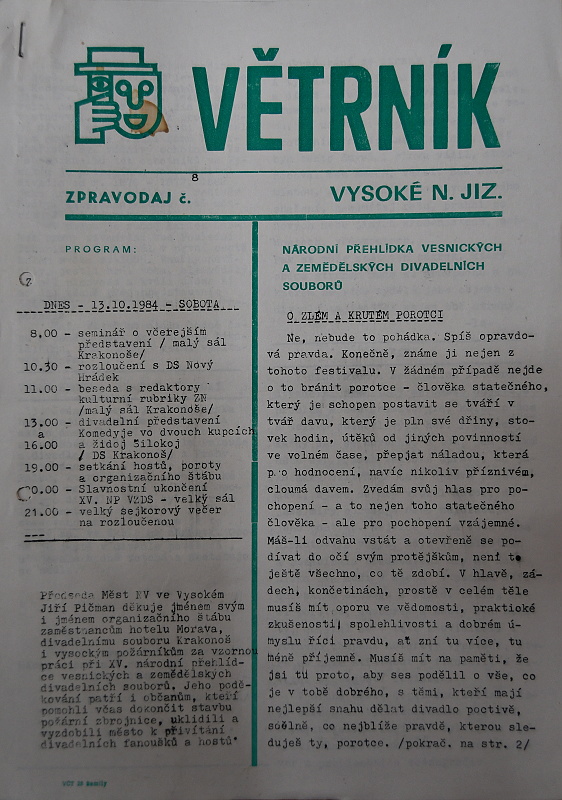 VĚTRNÍK
8
ZPRAVODAJ č.
VYSOKÉ N. JIZ.
PROGRAM:
DNES - 13.10.1984 - SOBOTA
8.00 - seminář o včerejším
představení / malý sál
Krakonoše/
10.30 - rozloučení s DS Nový
Hrádek
11.00 - beseda s redaktory
kulturní rubriky ZN
/malý sál Krakonoše/
13.00 - divadelní představení
a Komedyje vo dvouch kupcích
16.00 a židoj Šilokoj
/ DS Krakonoš/
19.00 - setkání hostů, poroty
a organizačního štábu
20.00 - Slavnostní ukončení
XV. NP VZDS - velký sál
21.00 - velký sejkorový večer
na rozloučenou
Předseda Měst NV ve Vysokém
Jiří Pičman děkuje jménem svým
i jménem organizačního štábu
zaměstnancům hotelu Morava,
divadelnímu souboru Krakonoš
i vysockým požárníkům za vzornou
práci při XV. národní přehlíd-
ce vesnických a zemědělských
divadelních souborů. Jeho podě-
kování patří i občanům, kteří
pomohli včas dokončit stavbu
požární zbrojnice, uklidili a
vyzdobili město k přivítání
divadelních fanoušků a hostů.
NÁRODNÍ PŘEHLÍDKA VESNICKÝCH
A ZEMĚDĚLSKÝCH DIVADELNÍCH
SOUBORŮ
O ZLÉM A KRUTÉM POROTCI
Ne, nebude to pohádka. Spíš opravdo-
vá pravda. Konečně, známe ji nejen z
tohoto festivalu. V žádném případě nejde
o to bránit porotce - člověka statečného,
který je schopen postavit se tváří v
tvář davu, který je pln své dřiny, sto-
vek hodin, útěků od jiných povinností
ve volném čase, přepjat náladou, která
po hodnocení, navíc nikoliv příznivém,
cloumá davem. Zvedám svůj hlas pro po-
chopení - a to nejen toho statečného
člověka - ale pro pochopení vzájemné.
Máš-li odvahu vstát a otevřeně se po-
dívat do očí svým protějškům, není to
ještě všechno, co tě zdobí. V hlavě, zá-
dech, končetinách, prostě v celém těle
musíš mít oporu ve vědomosti, praktické
zkušenosti, spolehlivosti a dobrém ú-
myslu říci pravdu, ať zní tu více, tu
méně příjemně. Musíš mít na paměti, že
jsi tu proto, aby ses podělil o vše, co
je v tobě dobrého, s těmi, kteří mají
nejlepší snahu dělat divadlo poctivě,
sdělně, co nejblíže pravdě, kterou sle-
duješ ty, porotce. /pokrač. na str. 2/